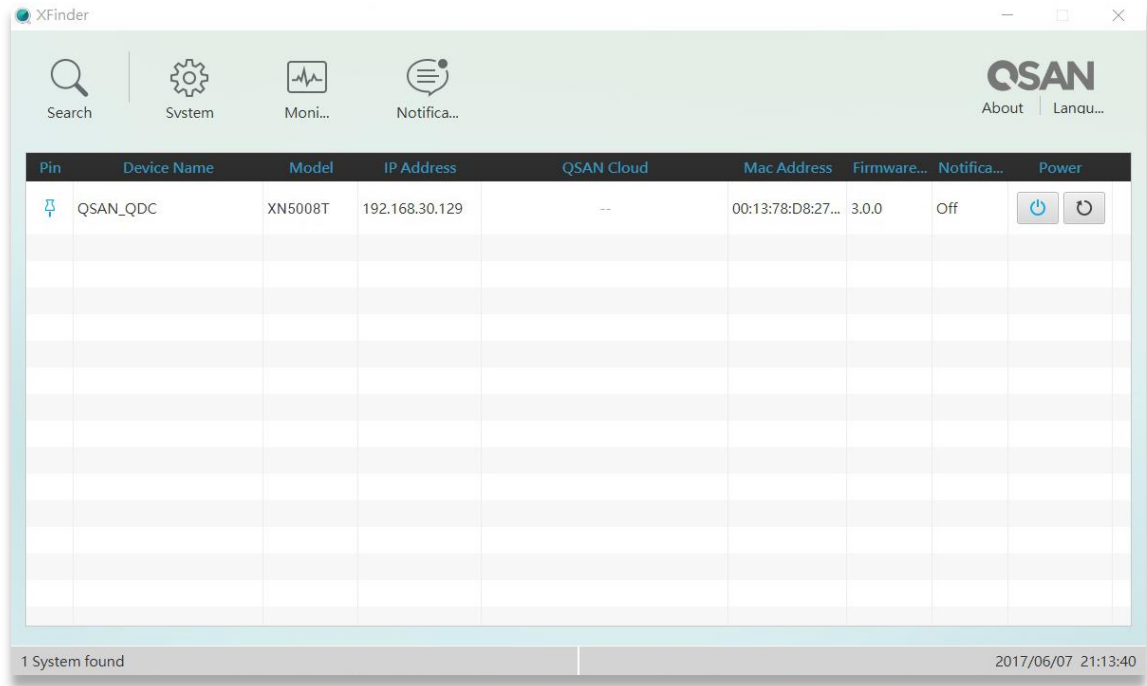 XFinder
QSAN
Search System Moni... Notifica... About Langu...
Pin Device Name Model IP Address QSAN Cloud Mac Address Firmware... Notifica... Power
QSAN_QDC XN5008T 192.168.30.129 -- 00:13:78:D8:27... 3.0.0 Off
1 System found 2017/06/07 21:13:40